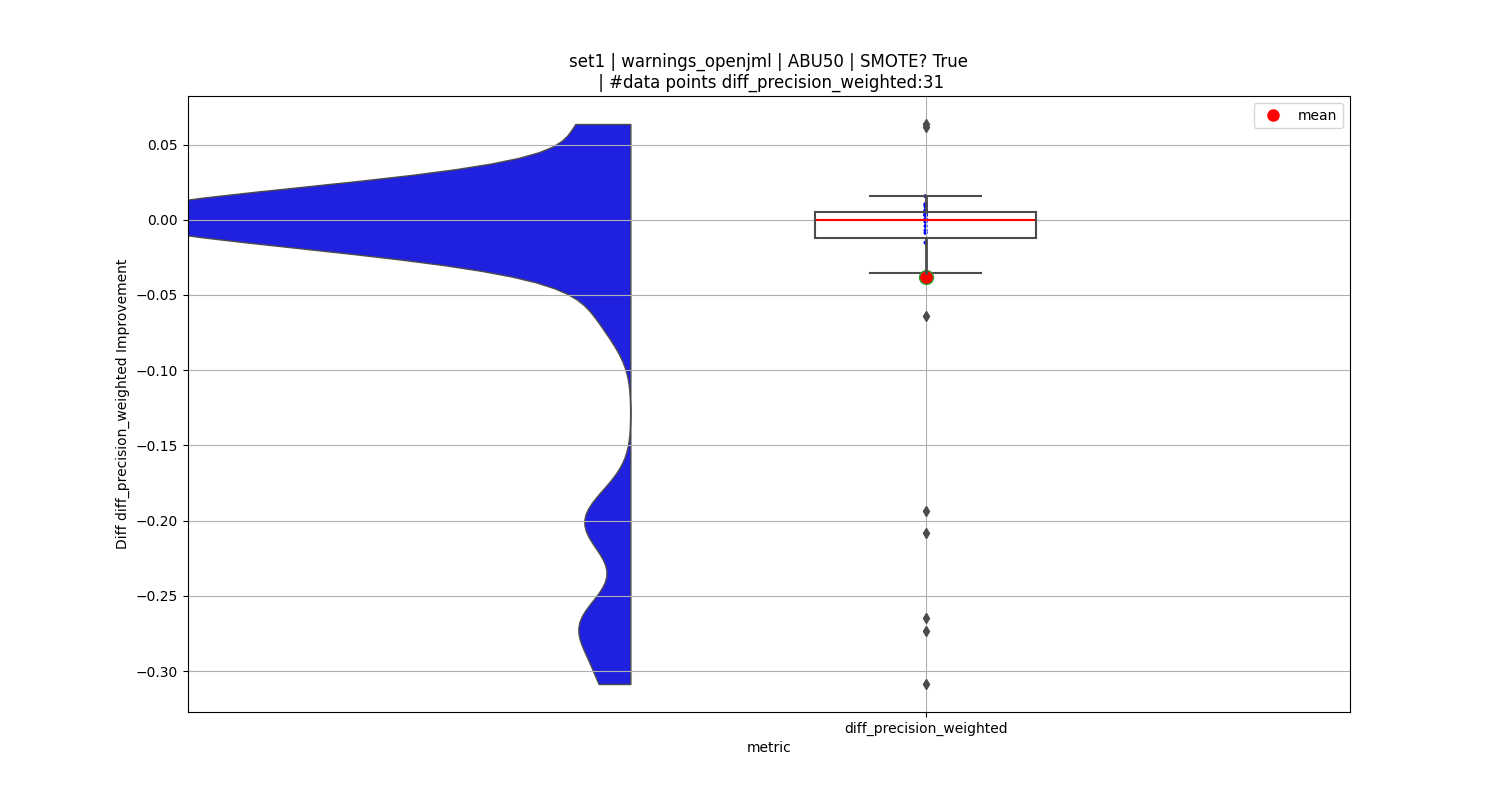 set1 | warnings_openjml | ABU50 | SMOTE? True
| #data points diff_precision_weighted:31
mean
0.05
0.00
−0.05
−0.10
−0.15
−0.20
−0.25
−0.30
Diff diff_precision_weighted Improvement
diff_precision_weighted
metric